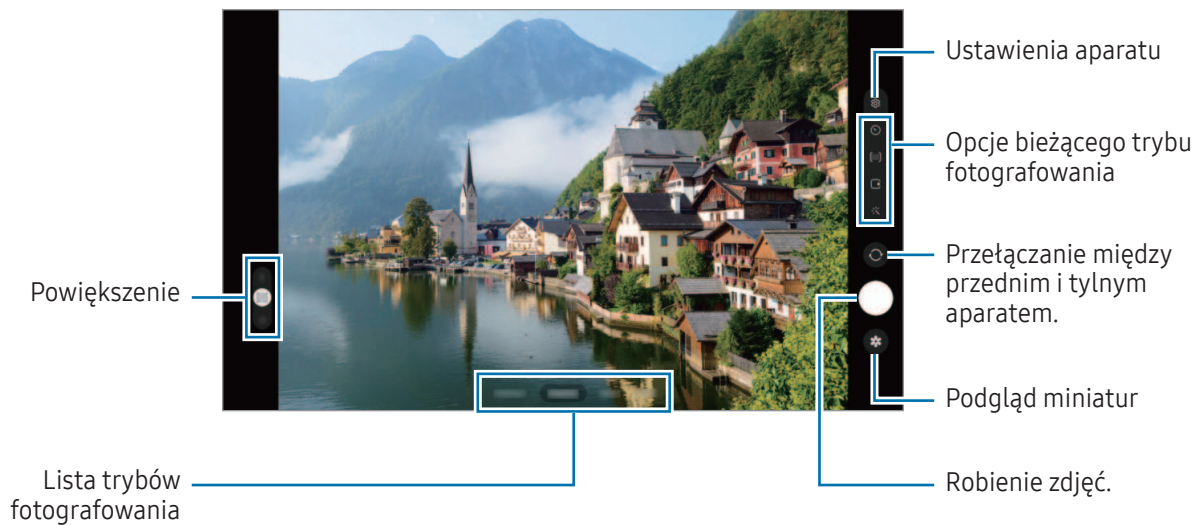 Ustawienia aparatu
Opcje bieżącego trybu
fotografowania
Przełączanie między
przednim i tylnym
aparatem.
Powiększenie
Podgląd miniatur
Lista trybów
fotografowania
Robienie zdjęć.